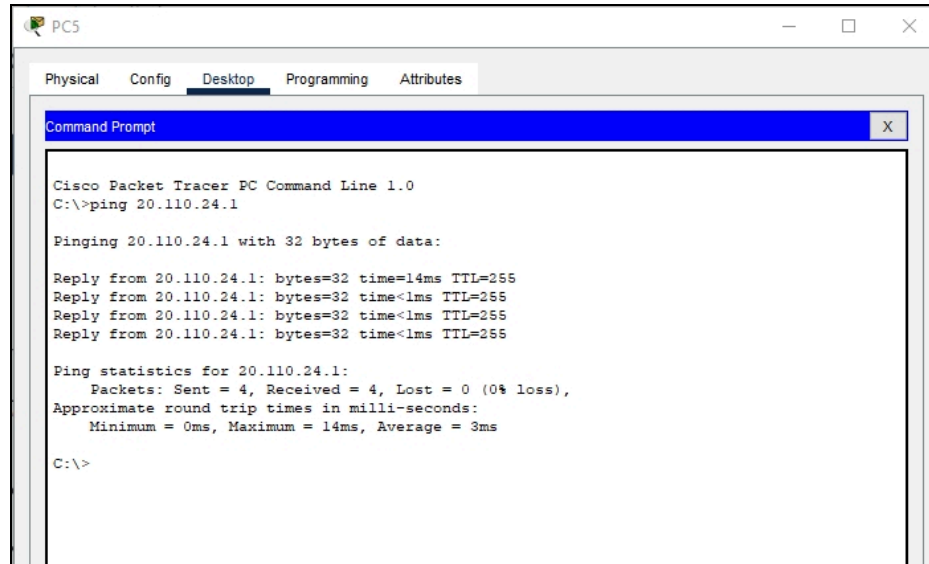 PC5
Physical Config Desktop Programming Attributes
Command Prompt X
Cisco Packet Tracer PC Command Line 1.0
C:\>ping 20.110.24.1
Pinging 20.110.24.1 with 32 bytes of data:
Reply from 20.110.24.1: bytes=32 time=14ms TTL=255
Reply from 20.110.24.1: bytes=32 time<1ms TTL=255
Reply from 20.110.24.1: bytes=32 time<1ms TTL=255
Reply from 20.110.24.1: bytes=32 time<1ms TTL=255
Ping statistics for 20.110.24.1:
Packets: Sent = 4, Received = 4, Lost = 0 (0% loss),
Approximate round trip times in milli-seconds:
Minimum = 0ms, Maximum = 14ms, Average = 3ms
C:\>